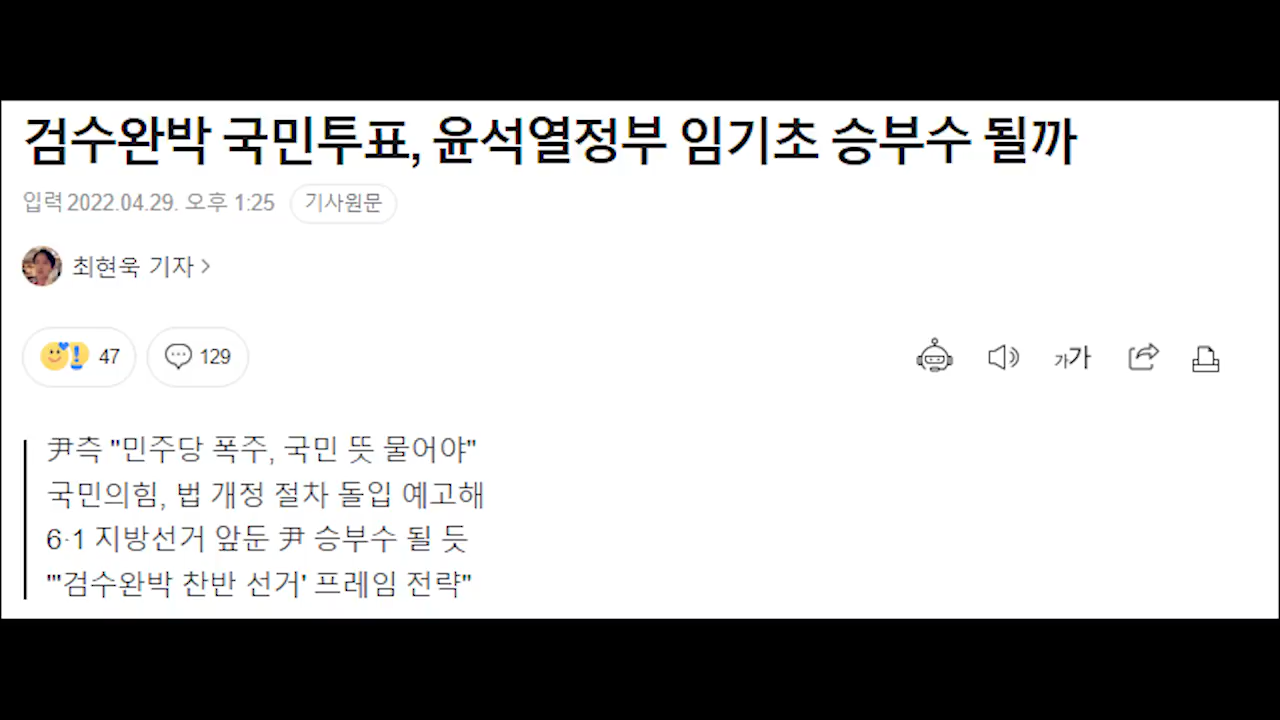 검수완박 국민투표, 윤석열정부 임기초 승부수 될까
입력 2022.04.29. 오후 1:25 기사원문
최현욱 기자
47 129
가가
尹측 "민주당 폭주, 국민 뜻 물어야"
국민의힘, 법 개정 절차 돌입 예고해
6·1 지방선거 앞둔 尹 승부수 될 듯
"'검수완박 찬반 선거' 프레임 전략"